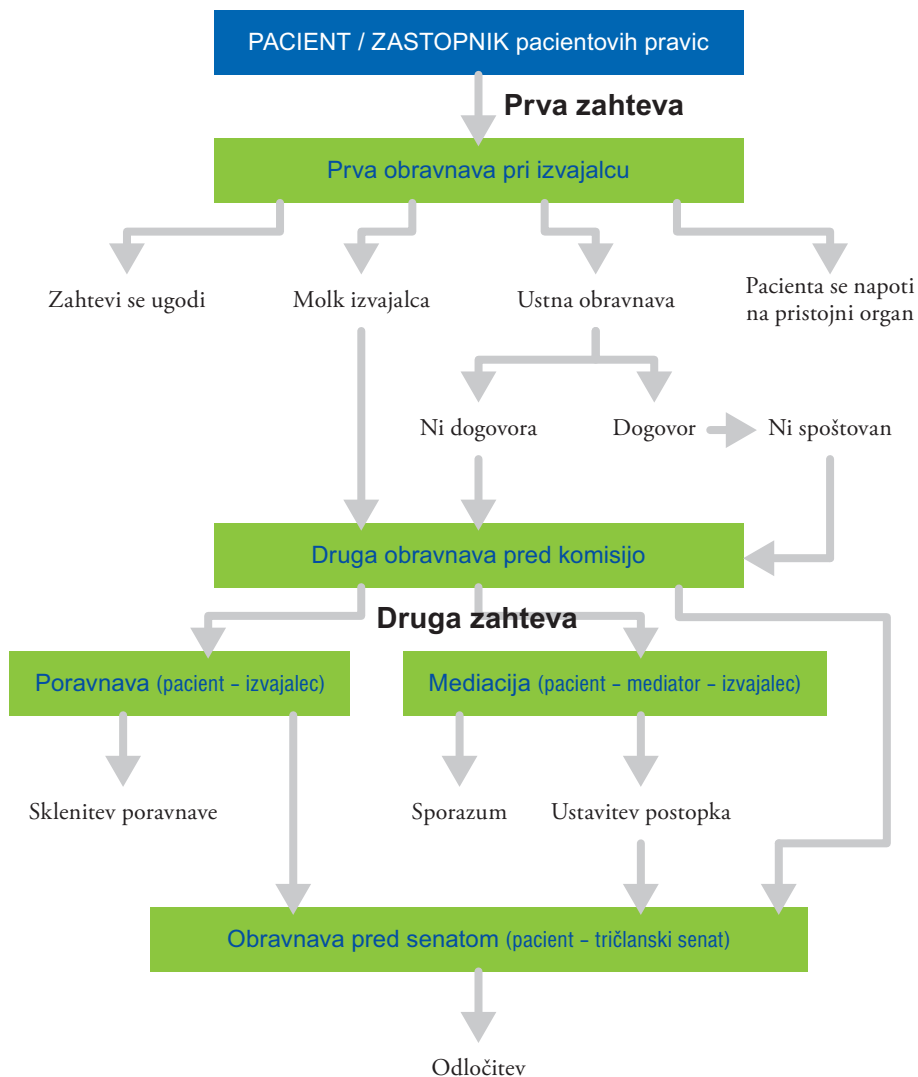 PACIENT / ZASTOPNIK pacientovih pravic
Prva zahteva
Prva obravnava pri izvajalcu
Zahtevi se ugodi
Molk izvajalca
Ustna obravnava
Pacienta se napoti
na pristojni organ
Ni dogovora
Dogovor
Ni spoštovan
Druga obravnava pred komisijo
Druga zahteva
Poravnava (pacient – izvajalec)
Mediacija (pacient – mediator – izvajalec)
Sklenitev poravnave
Sporazum
Ustavitev postopka
Obravnava pred senatom (pacient – tričlanski senat)
Odločitev